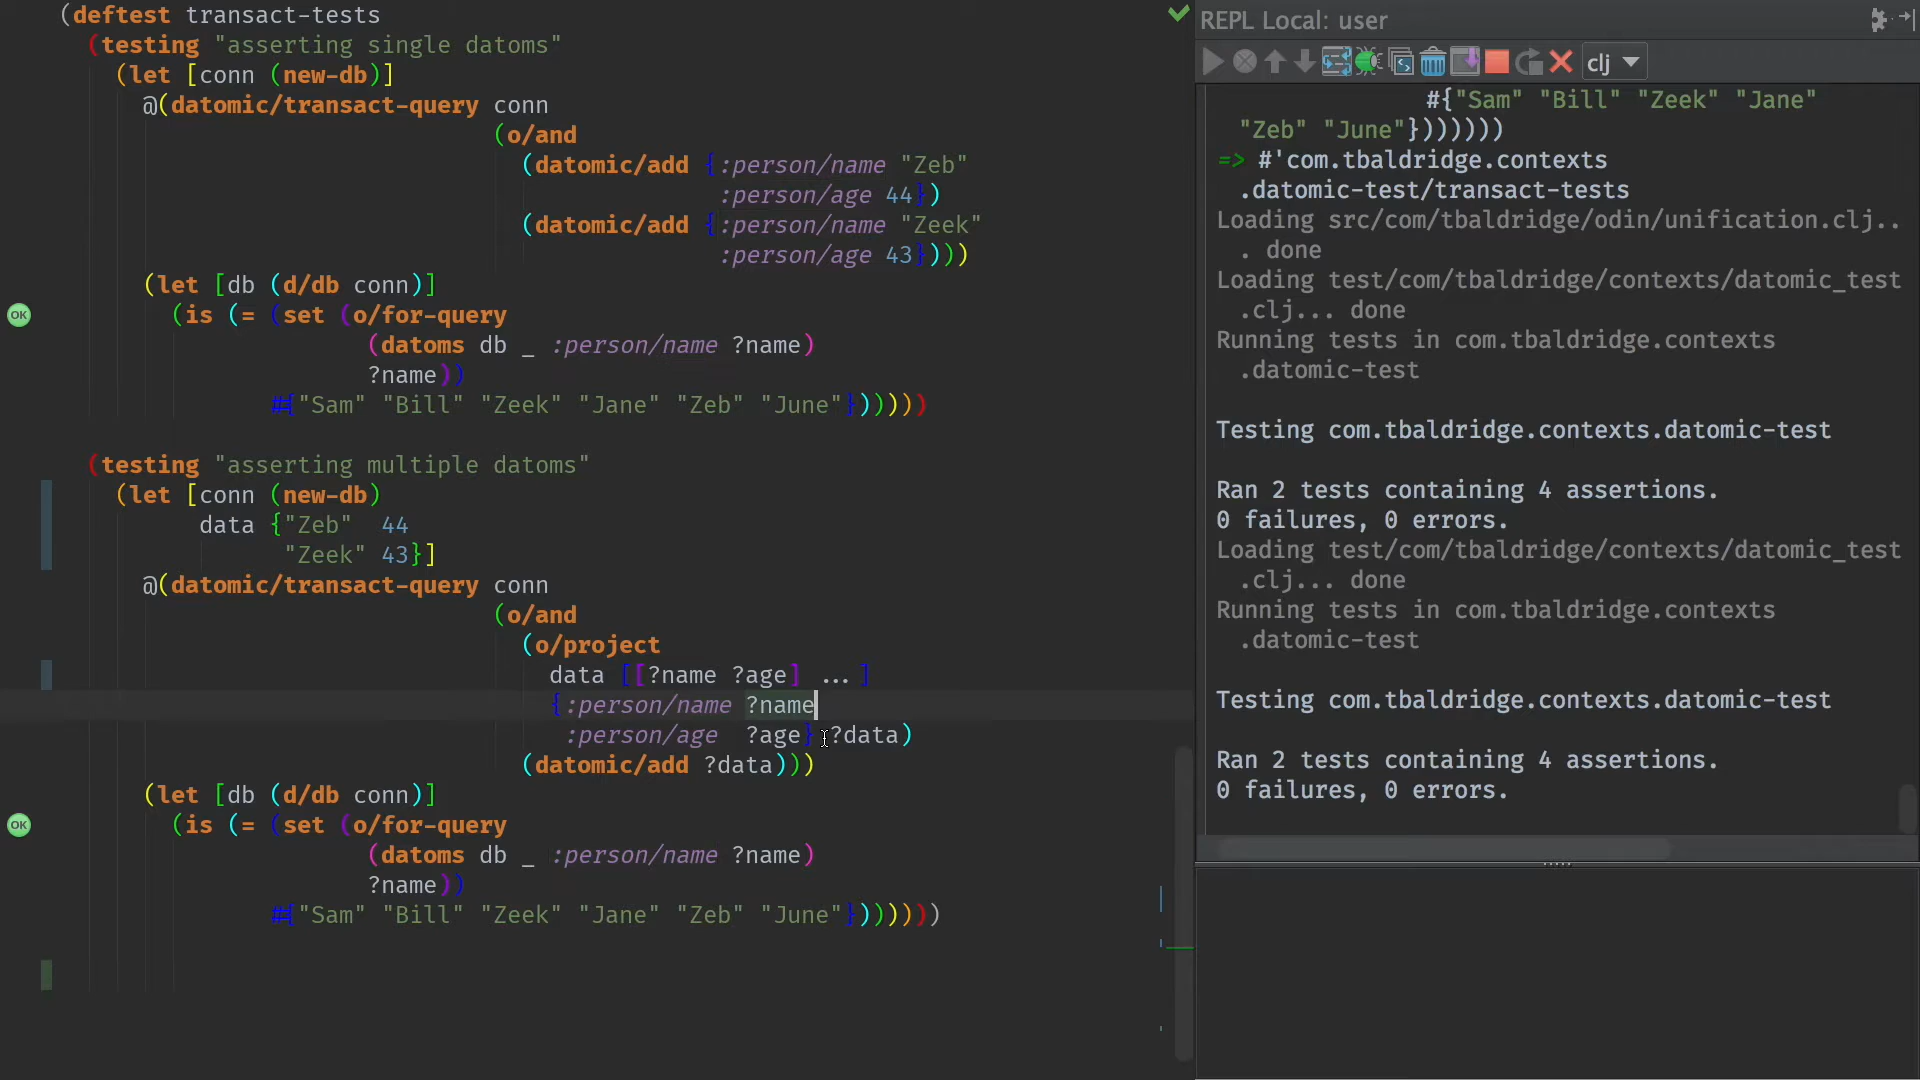 (deftest transact-tests
(testing "asserting single datoms"
(let [conn (new-db)]
@(datomic/transact-query conn
(o/and
(datomic/add {:person/name "Zeb"
:person/age 44})
(datomic/add {:person/name "Zeek"
:person/age 43})))
(let [db (d/db conn)]
OK
(is (= (set (o/for-query
(datoms db _ :person/name ?name)
?name))
#{"Sam" "Bill" "Zeek" "Jane" "Zeb" "June"})))))
(testing "asserting multiple datoms"
(let [conn (new-db)
data {"Zeb" 44
"Zeek" 43}]
@(datomic/transact-query conn
(o/and
(o/project
data [[?name ?age] ...]
{:person/name ?name
:person/age ?age} ?data)
(datomic/add ?data)))
(let [db (d/db conn)]
OK
(is (= (set (o/for-query
(datoms db _ :person/name ?name)
?name))
#{"Sam" "Bill" "Zeek" "Jane" "Zeb" "June"}))))))
REPL Local: user
clj
#{"Sam" "Bill" "Zeek" "Jane"
"Zeb" "June"}))))))
=> #'com.tbaldridge.contexts
.datomic-test/transact-tests
Loading src/com/tbaldridge/odin/unification.clj..
. done
Loading test/com/tbaldridge/contexts/datomic_test
.clj... done
Running tests in com.tbaldridge.contexts
.datomic-test
Testing com.tbaldridge.contexts.datomic-test
Ran 2 tests containing 4 assertions.
0 failures, 0 errors.
Loading test/com/tbaldridge/contexts/datomic_test
.clj... done
Running tests in com.tbaldridge.contexts
.datomic-test
Testing com.tbaldridge.contexts.datomic-test
Ran 2 tests containing 4 assertions.
0 failures, 0 errors.